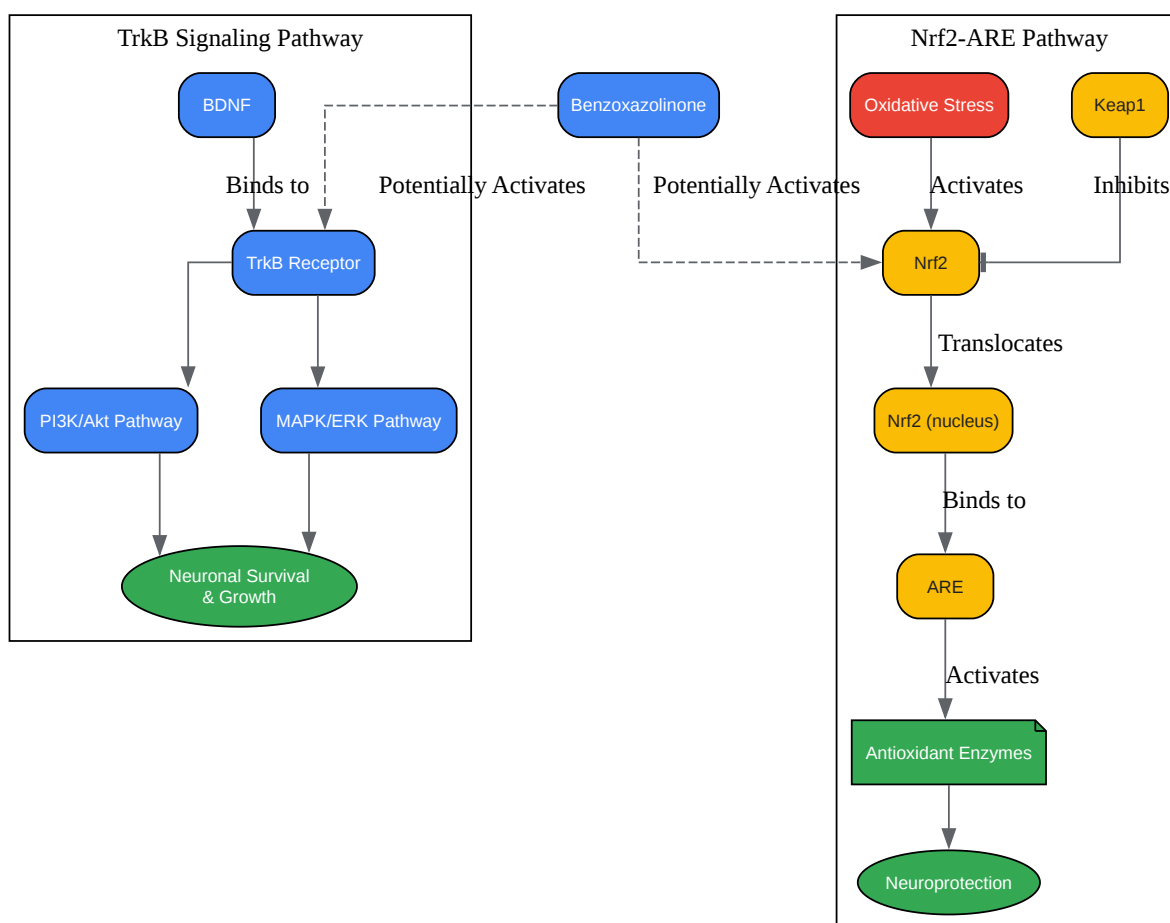 TrkB Signaling Pathway
Nrf2-ARE Pathway
BDNF
Benzoxazolinone
Oxidative Stress
Keap1
Binds to
Potentially Activates
Potentially Activates
Activates
Inhibits
TrkB Receptor
Nrf2
Translocates
PI3K/Akt Pathway
MAPK/ERK Pathway
Nrf2 (nucleus)
Binds to
Neuronal Survival
& Growth
ARE
Activates
Antioxidant Enzymes
Neuroprotection